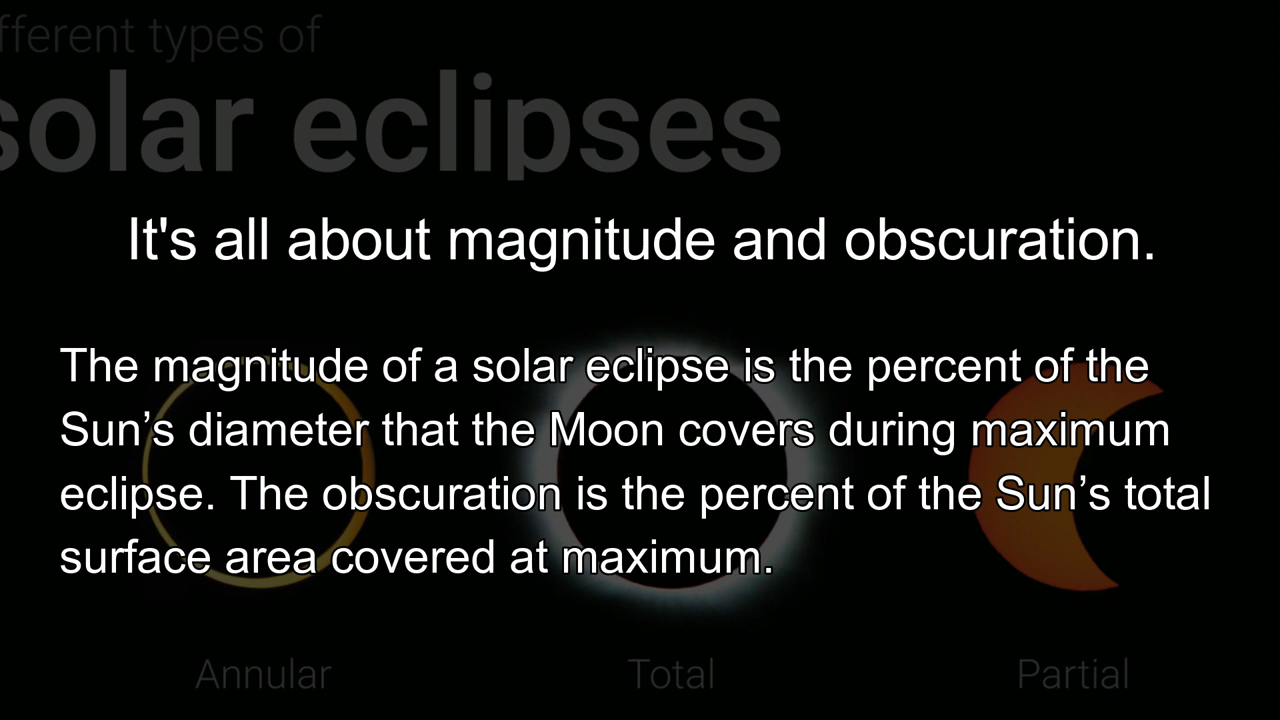 fferent types of
solar eclipses
It's all about magnitude and obscuration.
The magnitude of a solar eclipse is the percent of the
Sun’s diameter that the Moon covers during maximum
eclipse. The obscuration is the percent of the Sun’s total
surface area covered at maximum.
Annular Total Partial